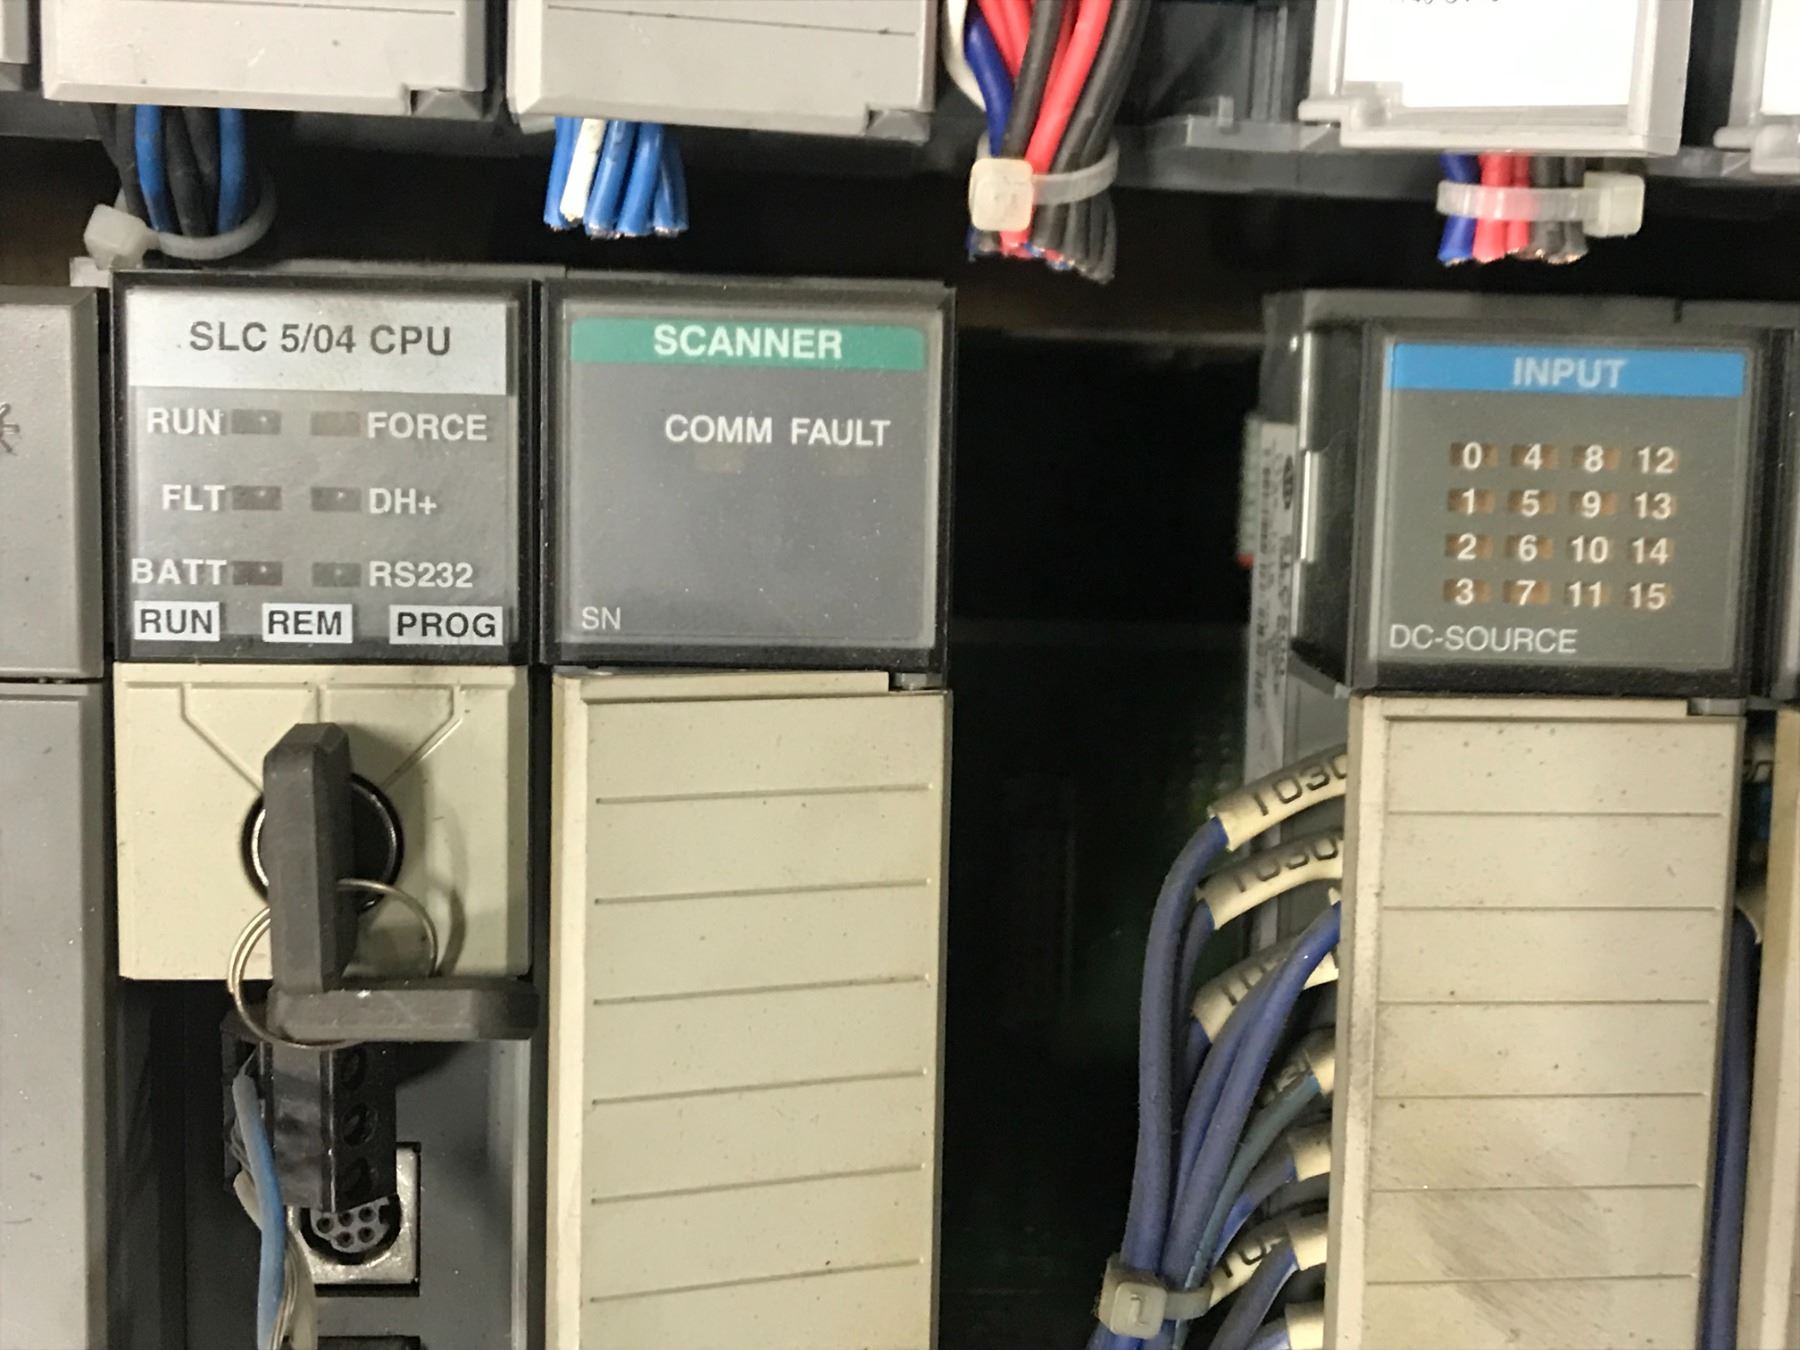 SLC 5/04 CPU
RUN FORCE
FLT DH+
BATT RS232
RUN REM PROG
SCANNER
COMM FAULT
SN
INPUT
0 4 8 12
1 5 9 13
2 6 10 14
3 7 11 15
DC-SOURCE